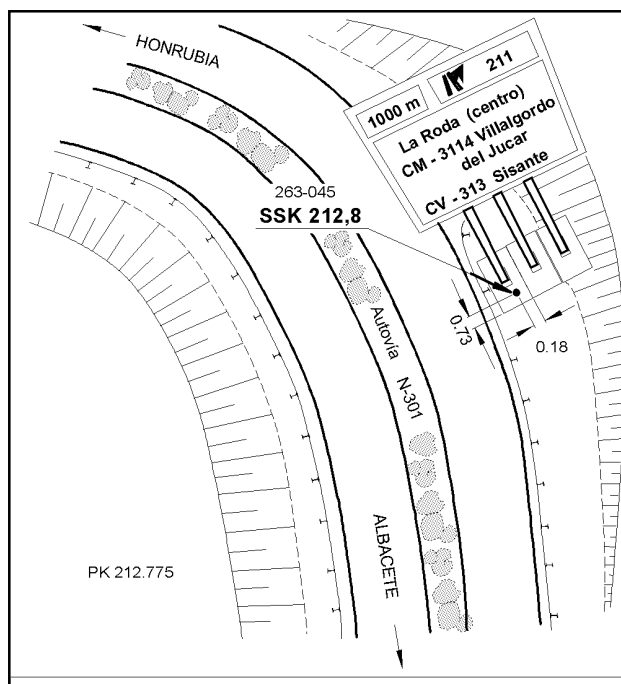 HONRUBIA
1000 m
211
La Roda (centro)
CM - 3114 Villalgordo
del Jucar
CV - 313 Sisante
263-045
SSK 212,8
0.73
0.18
Autovía N-301
ALBACETE
PK 212.775